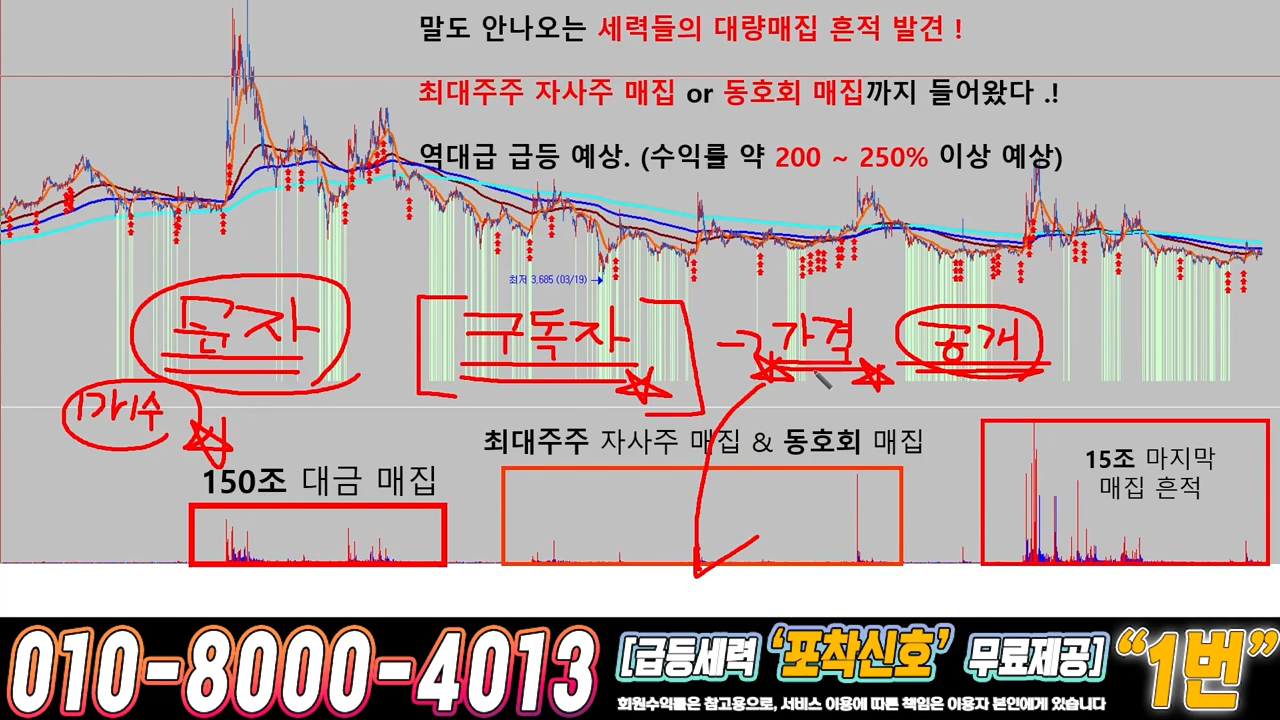 말도 안나오는 세력들의 대량매집 흔적 발견 !
최대주주 자사주 매집 or 동호회 매집까지 들어왔다 .!
역대급 급등 예상. (수익률 약 200 ~ 250% 이상 예상)
최저 3,685 (03/19)
문자 구독자 가격 공개
최대주주 자사주 매집 & 동호회 매집
150조 대금 매집
15조 마지막
매집 흔적
010-8000-4013 [급등세력 ‘포착신호’ 무료제공] “1번”
회원수익률은 참고용으로, 서비스 이용에 따른 책임은 이용자 본인에게 있습니다